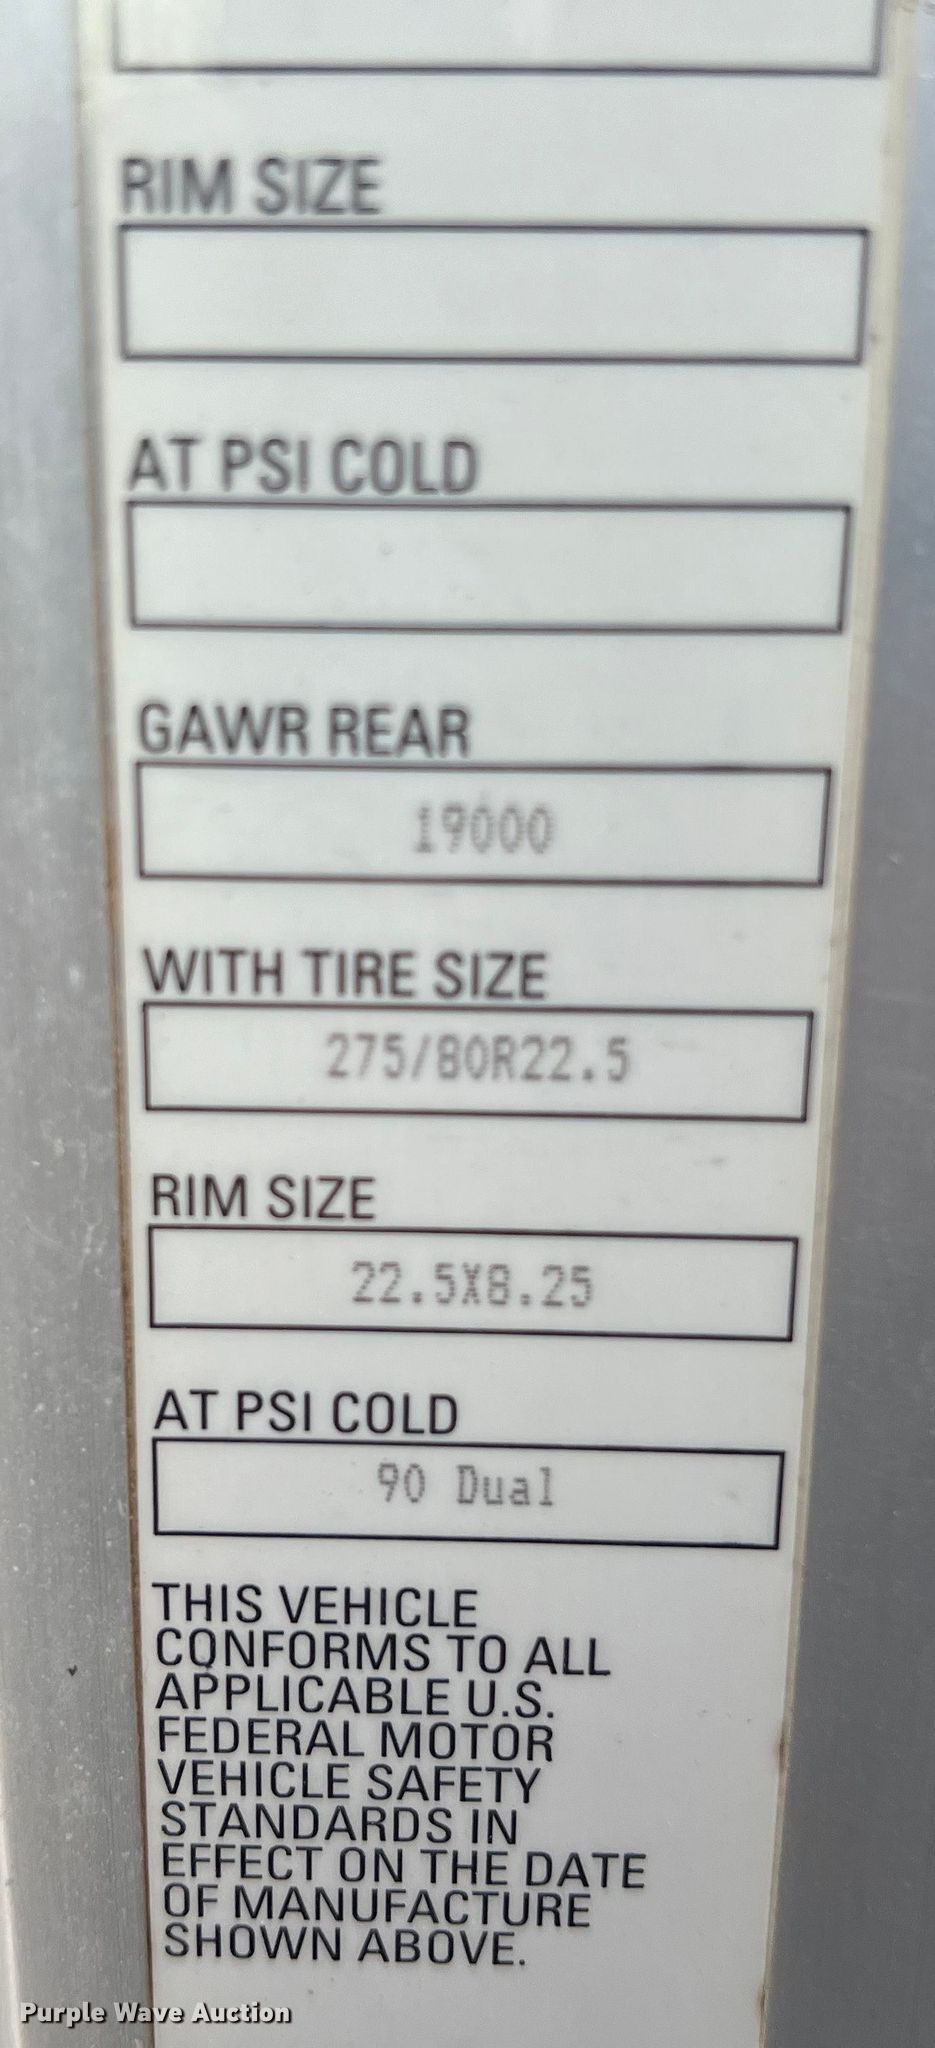 RIM SIZE
AT PSI COLD
GAWR REAR
19000
WITH TIRE SIZE
275/80R22.5
RIM SIZE
22.5X8.25
AT PSI COLD
90 Dual
THIS VEHICLE
CONFORMS TO ALL
APPLICABLE U.S.
FEDERAL MOTOR
VEHICLE SAFETY
STANDARDS IN
EFFECT ON THE DATE
OF MANUFACTURE
SHOWN ABOVE.
Purple Wave Auction